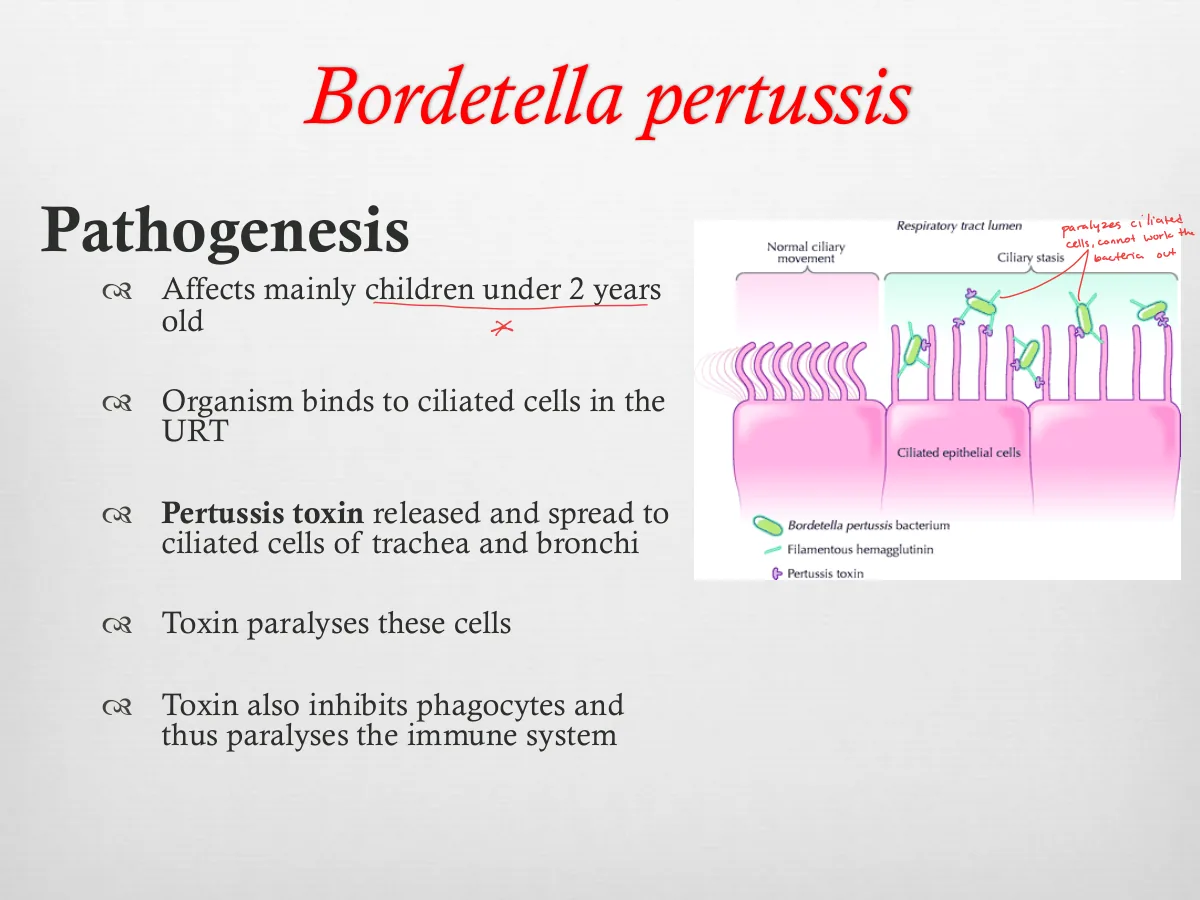 Bordetella pertussis
Pathogenesis
Affects mainly children under 2 years
old
Organism binds to ciliated cells in the
URT
Pertussis toxin released and spread to
ciliated cells of trachea and bronchi
Toxin paralyses these cells
Toxin also inhibits phagocytes and
thus paralyses the immune system
Respiratory tract lumen
paralyzes ciliated
cells, cannot work the
bacteria out
Normal ciliary
movement
Ciliary stasis
Ciliated epithelial cells
Bordetella pertussis bacterium
Filamentous hemagglutinin
Pertussis toxin